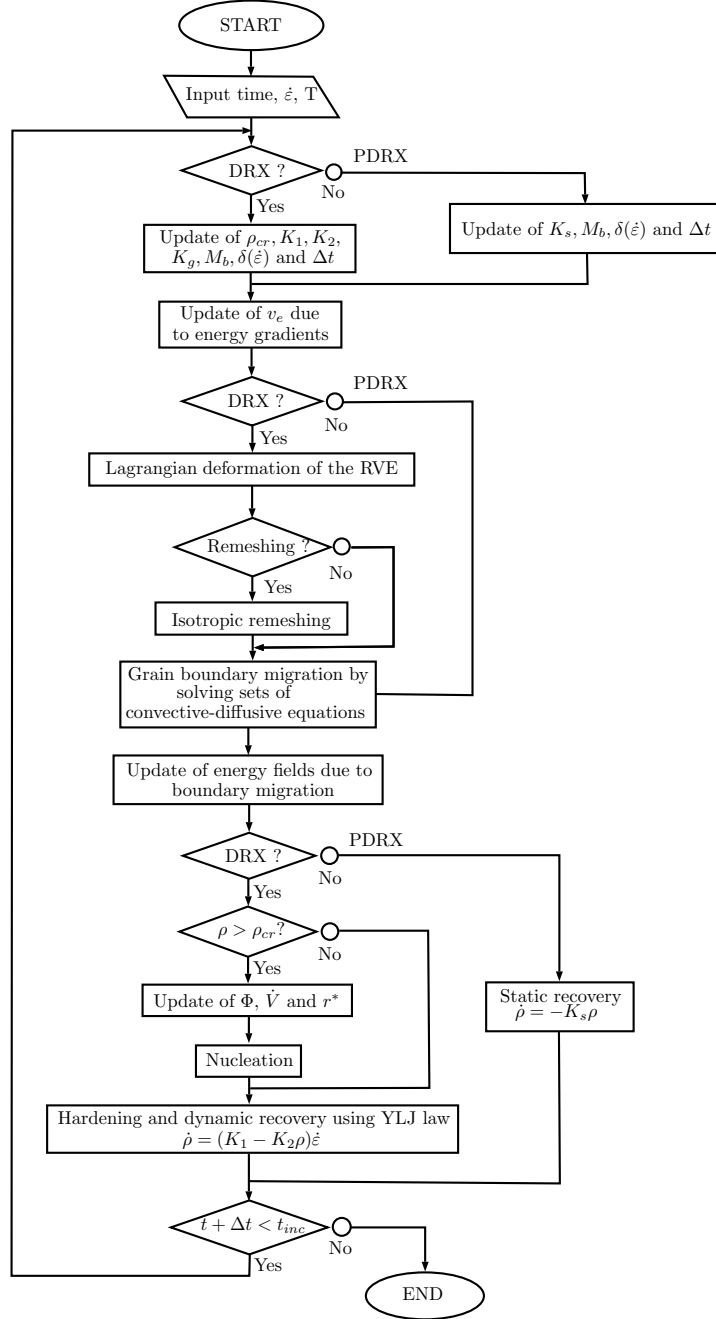 START
Input time, ε̇, T
DRX ?
PDRX
No
Yes
Update of ρ_cr, K_1, K_2,
K_g, M_b, δ(ε̇) and Δt
Update of K_s, M_b, δ(ε̇) and Δt
Update of v_e due
to energy gradients
DRX ?
PDRX
No
Yes
Lagrangian deformation of the RVE
Remeshing ?
No
Yes
Isotropic remeshing
Grain boundary migration by
solving sets of
convective-diffusive equations
Update of energy fields due to
boundary migration
DRX ?
PDRX
No
Yes
ρ > ρ_cr?
No
Yes
Update of Φ, V̇ and r*
Static recovery
ρ̇ = −K_sρ
Nucleation
Hardening and dynamic recovery using YLJ law
ρ̇ = (K_1 − K_2ρ)ε̇
t + Δt < t_inc
No
Yes
END